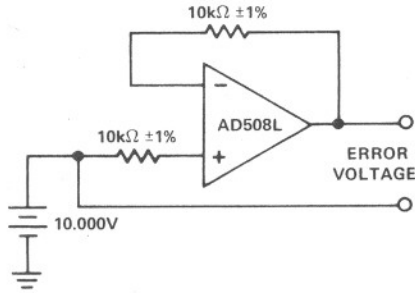 10kΩ ±1%
−
AD508L
10kΩ ±1%
+
ERROR
VOLTAGE
10.000V